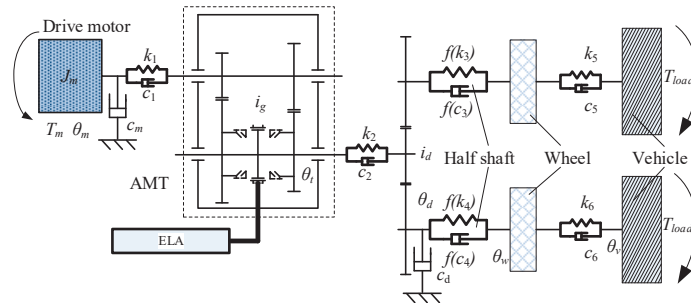 Drive motor
J_m
T_m θ_m
k_1
c_1
c_m
i_g
θ_t
AMT
ELA
k_2
c_2
i_d
θ_d
c_d
f(k_3)
f(c_3)
Half shaft
Wheel
Vehicle
f(k_4)
f(c_4)
θ_w
k_5
c_5
k_6
c_6
θ_v
T_load
T_load